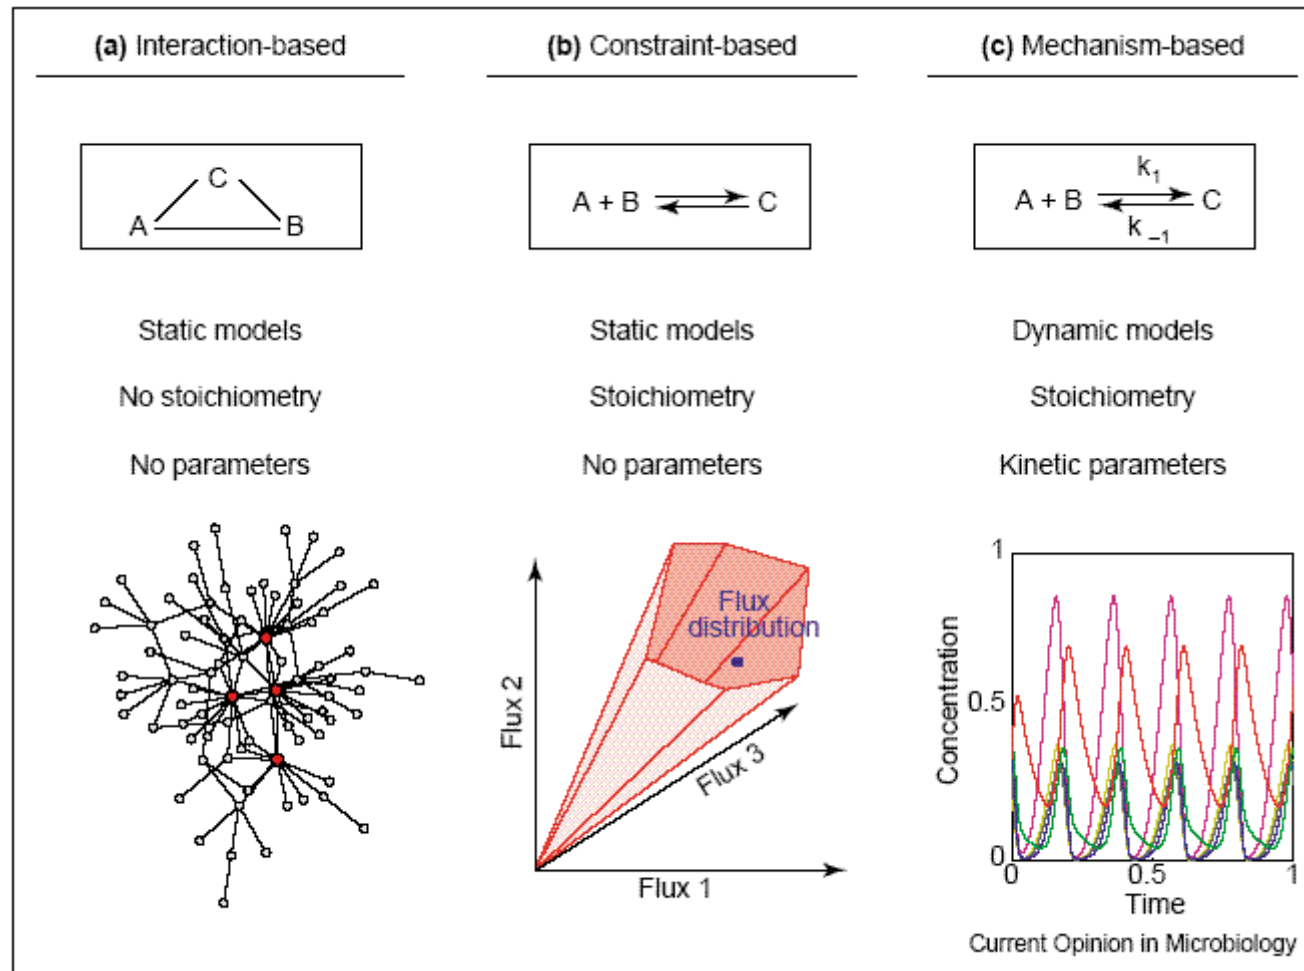 (a) Interaction-based
C
A B
Static models
No stoichiometry
No parameters
(b) Constraint-based
A + B C
Static models
Stoichiometry
No parameters
Flux 2
Flux
distribution
Flux 3
Flux 1
(c) Mechanism-based
k1
A + B C
k–1
Dynamic models
Stoichiometry
Kinetic parameters
1
Concentration
0.5
0
0 0.5 1
Time
Current Opinion in Microbiology